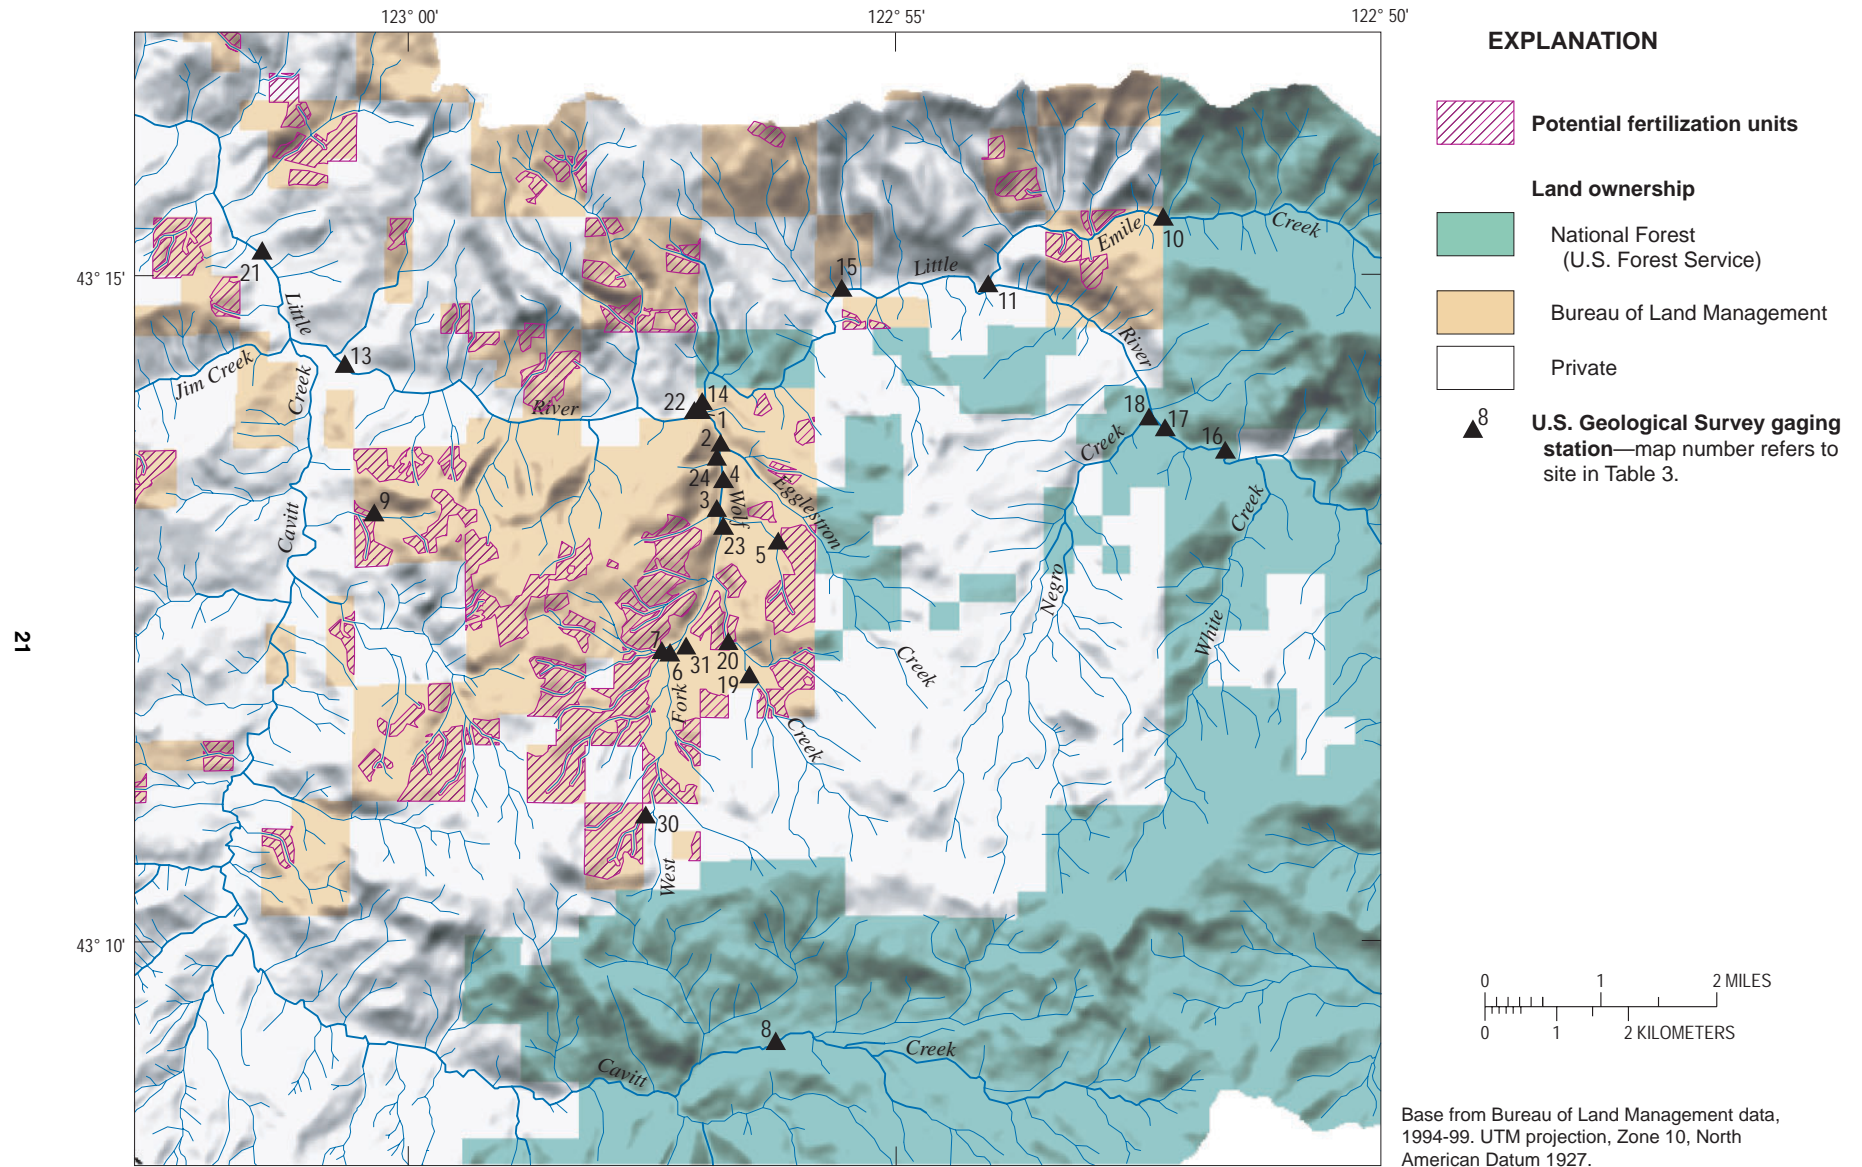 123° 00'
122° 55'
122° 50'
EXPLANATION
Potential fertilization units
Land ownership
National Forest
(U.S. Forest Service)
Bureau of Land Management
Private
8
U.S. Geological Survey gaging
station—map number refers to
site in Table 3.
43° 15'
43° 10'
21
Emile
Creek
10
15
Little
11
River
21
Little
13
Jim Creek
Creek
River
22
14
1
2
24
4
3
Wolf
23
5
Egglestron
Creek
18
17
16
Creek
Creek
9
Cavitt
Negro
White
7
6
31
20
19
Fork
Creek
30
West
8
Cavitt
Creek
0 1 2 MILES
0 1 2 KILOMETERS
Base from Bureau of Land Management data,
1994-99. UTM projection, Zone 10, North
American Datum 1927.